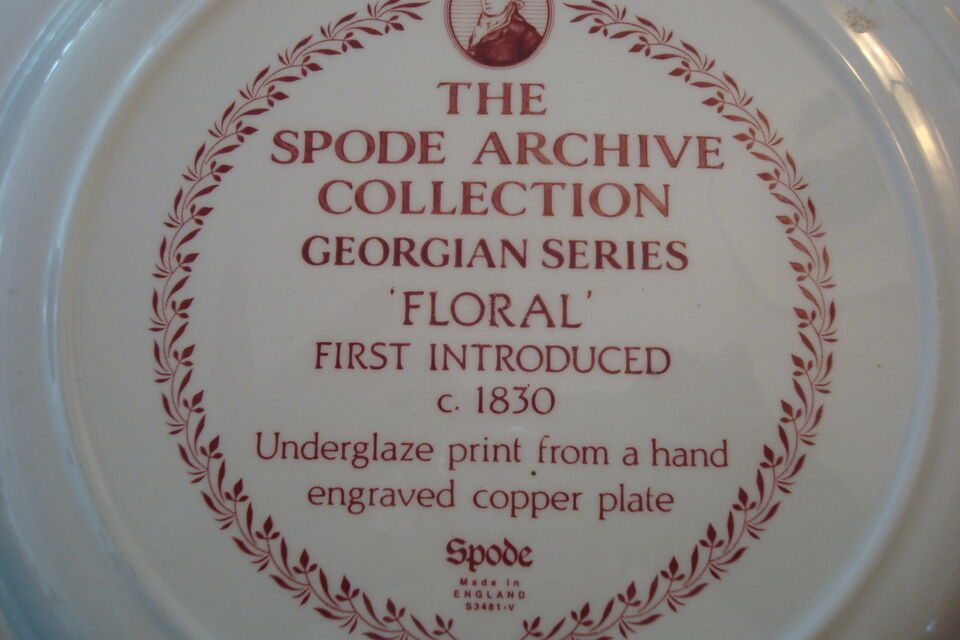 THE
SPODE ARCHIVE
COLLECTION
GEORGIAN SERIES
'FLORAL'
FIRST INTRODUCED
c. 1830
Underglaze print from a hand
engraved copper plate
Spode
Made in
ENGLAND
S3481-V